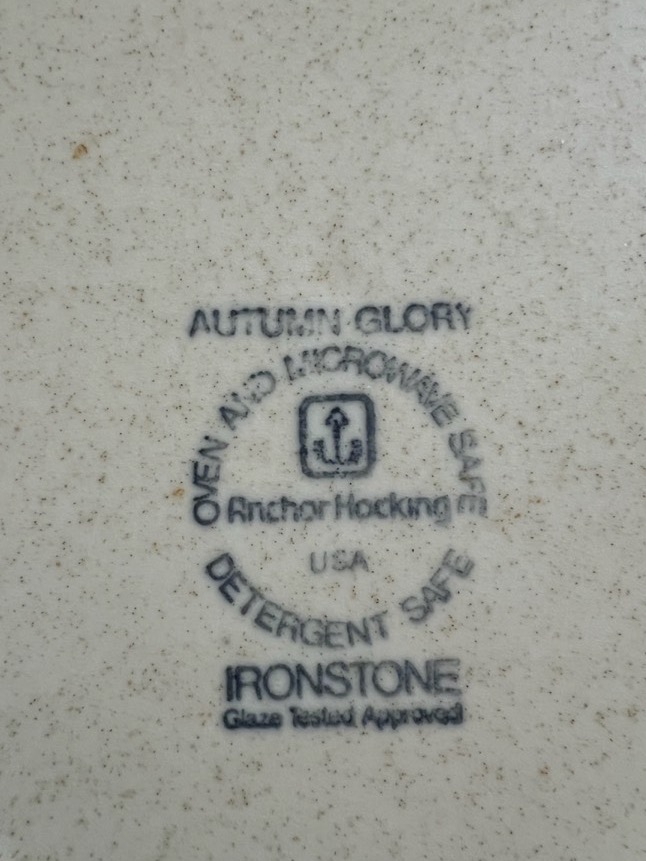 AUTUMN GLORY
OVEN AND MICROWAVE SAFE
Anchor Hocking
USA
DETERGENT SAFE
IRONSTONE
Glaze Tested Approved